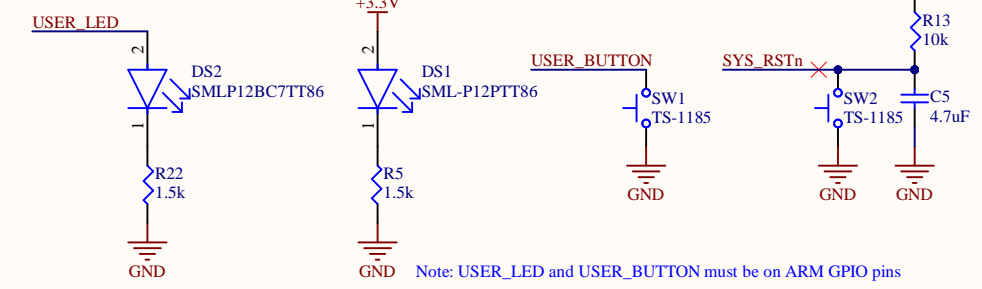 +3.3V
USER_LED
2
DS2
SMLP12BC7TT86
1
R22
1.5k
GND
2
DS1
SML-P12PTT86
1
R5
1.5k
GND
USER_BUTTON
SW1
TS-1185
GND
SYS_RSTn
SW2
TS-1185
GND
R13
10k
C5
4.7uF
GND
Note: USER_LED and USER_BUTTON must be on ARM GPIO pins